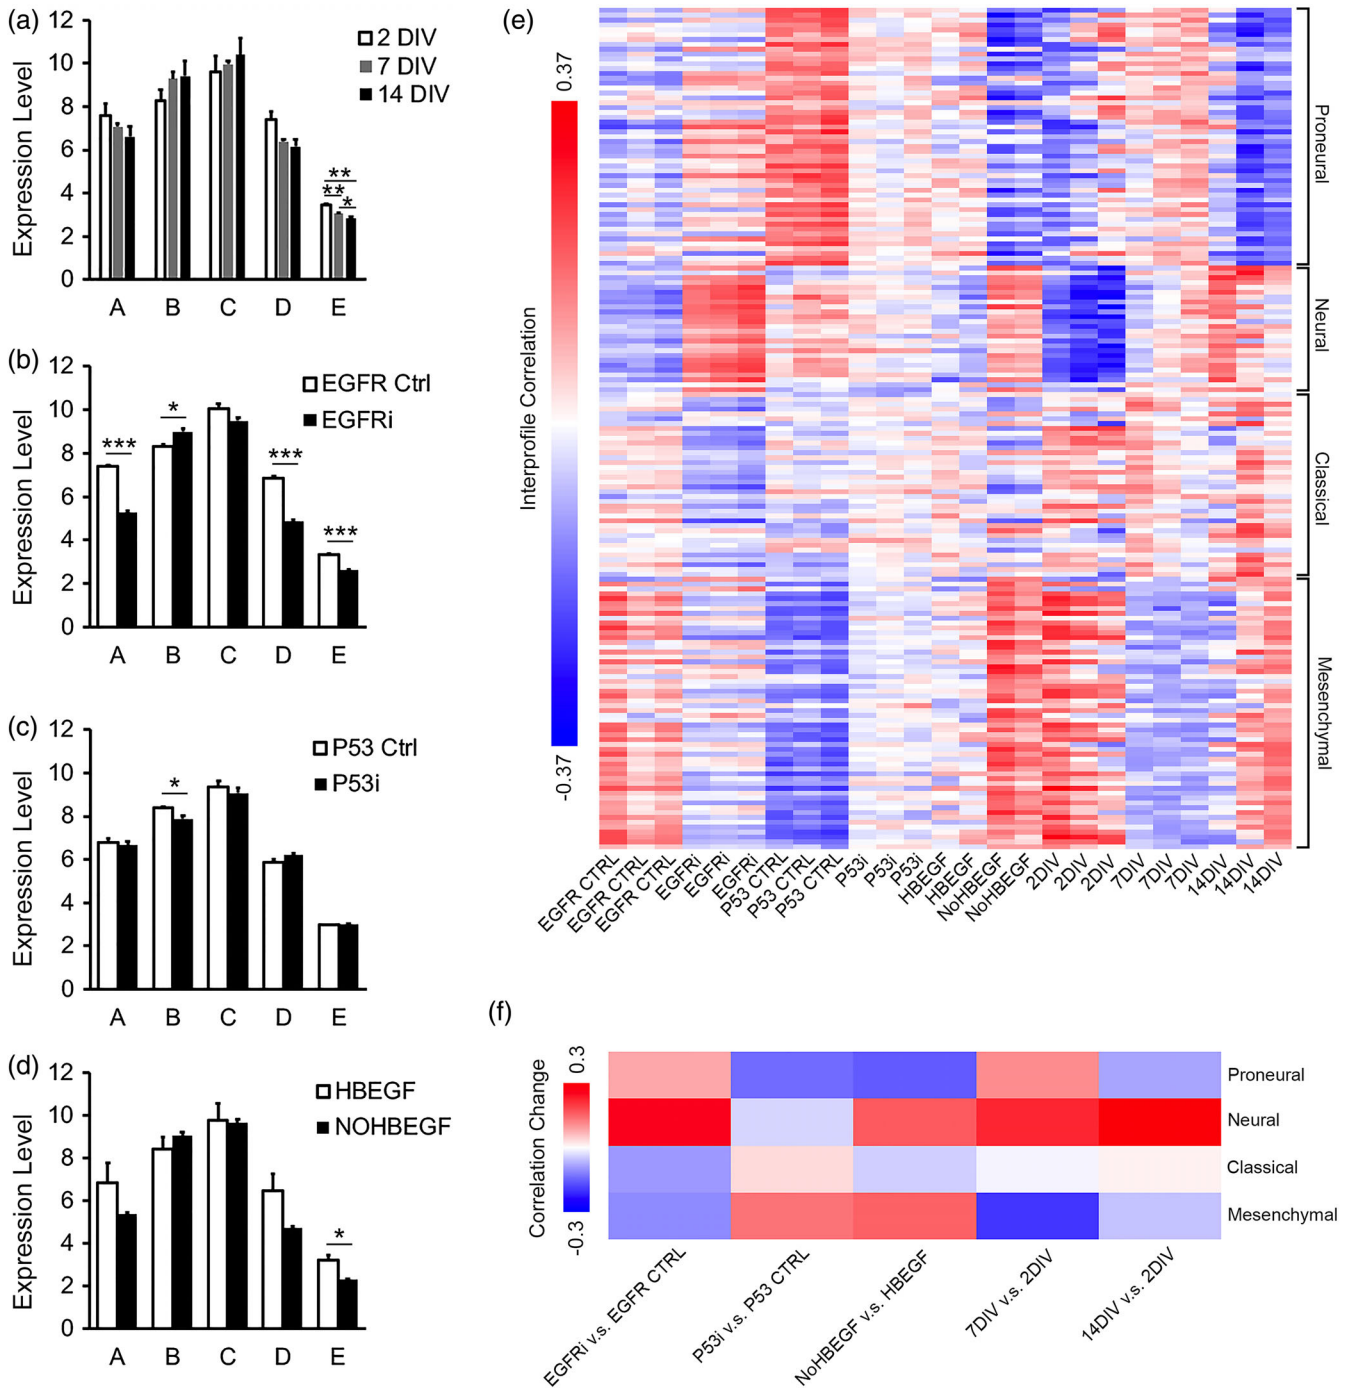 (a)
12
10
8
6
4
2
0
Expression Level
2 DIV
7 DIV
14 DIV
**
**
*
A B C D E
(b)
12
10
8
6
4
2
0
Expression Level
EGFR Ctrl
EGFRi
***
*
***
***
A B C D E
(c)
12
10
8
6
4
2
0
Expression Level
P53 Ctrl
P53i
*
A B C D E
(d)
12
10
8
6
4
2
0
Expression Level
HBEGF
NOHBEGF
*
A B C D E
(e)
0.37
Interprofile Correlation
-0.37
Proneural
Neural
Classical
Mesenchymal
EGFR CTRL
EGFR CTRL
EGFR CTRL
EGFRi
EGFRi
EGFRi
P53 CTRL
P53 CTRL
P53 CTRL
P53i
P53i
P53i
HBEGF
HBEGF
NoHBEGF
NoHBEGF
2DIV
2DIV
2DIV
7DIV
7DIV
7DIV
14DIV
14DIV
14DIV
(f)
0.3
Correlation Change
-0.3
Proneural
Neural
Classical
Mesenchymal
EGFRi v.s. EGFR CTRL
P53i v.s. P53 CTRL
NoHBEGF v.s. HBEGF
7DIV v.s. 2DIV
14DIV v.s. 2DIV